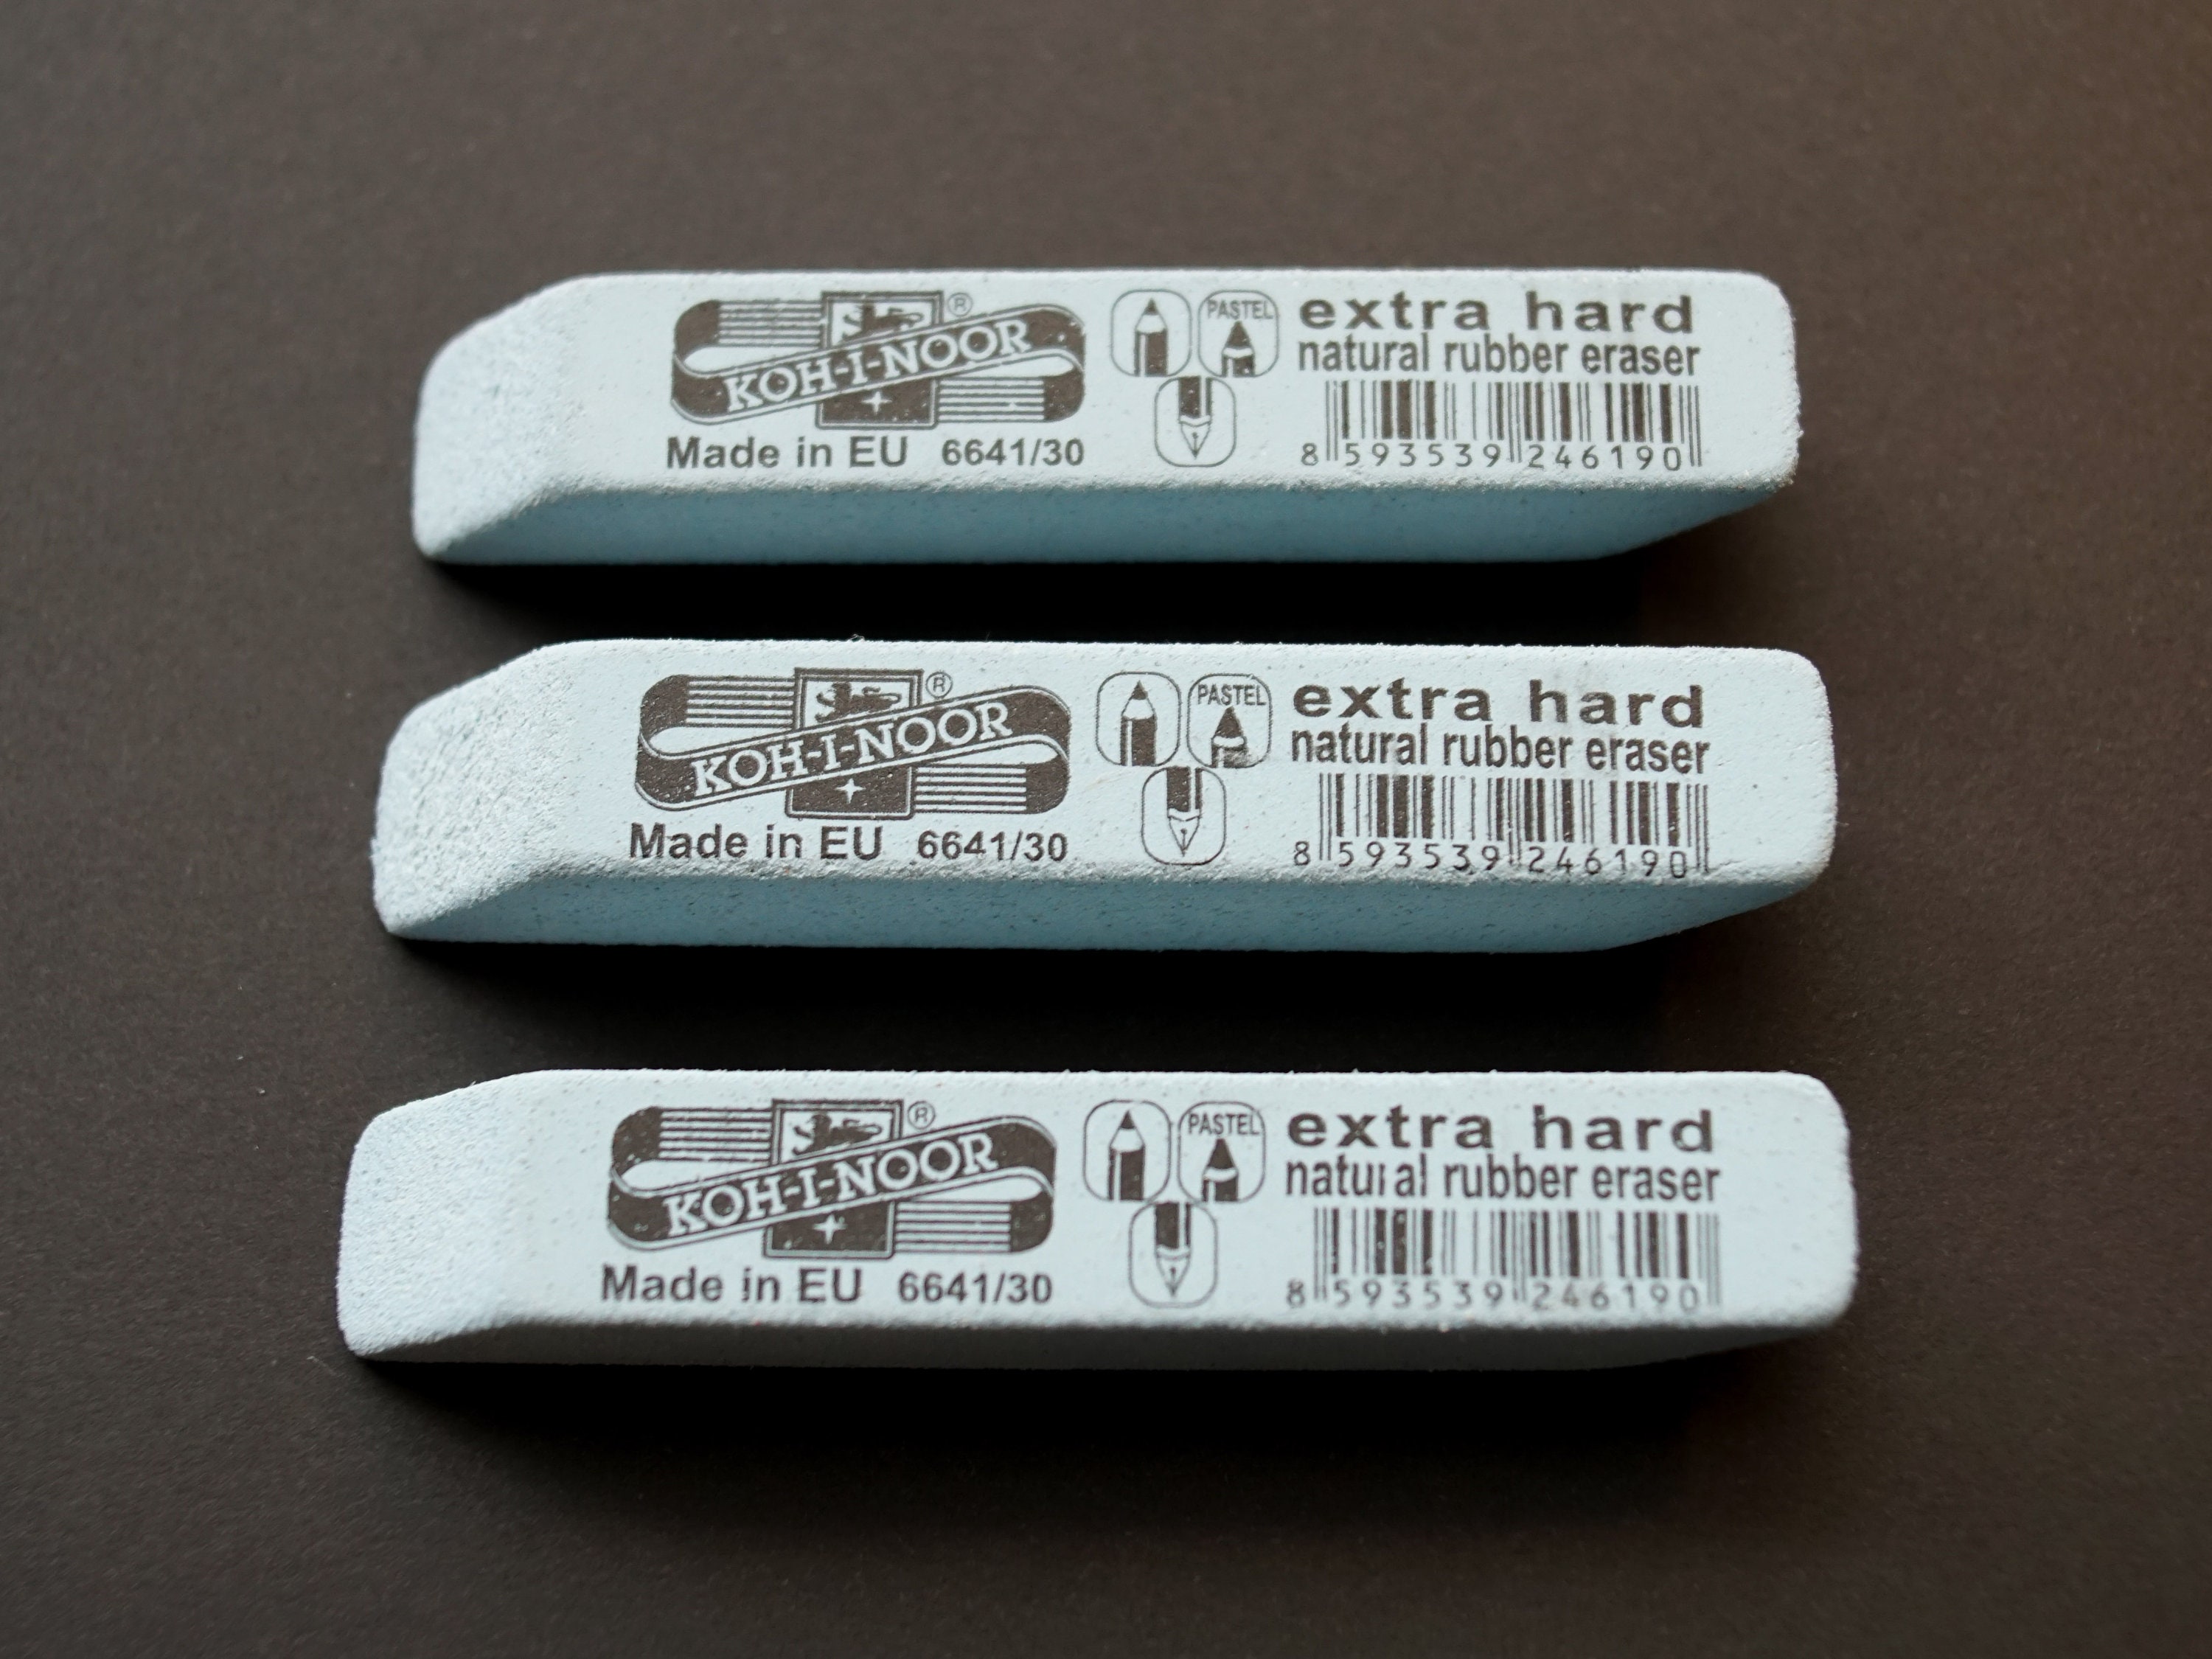 KOH-I-NOOR ®
Made in EU 6641/30
PASTEL
extra hard
natural rubber eraser
8 593539 246190
KOH-I-NOOR ®
Made in EU 6641/30
PASTEL
extra hard
natural rubber eraser
8 593539 246190
KOH-I-NOOR ®
Made in EU 6641/30
PASTEL
extra hard
natural rubber eraser
8 593539 246190